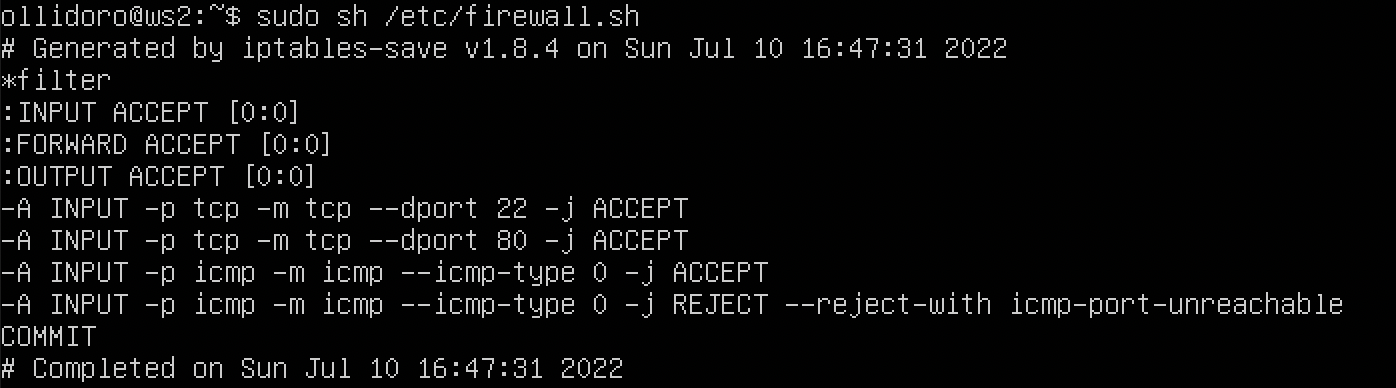 ollidoro@ws2:~$ sudo sh /etc/firewall.sh
# Generated by iptables-save v1.8.4 on Sun Jul 10 16:47:31 2022
*filter
:INPUT ACCEPT [0:0]
:FORWARD ACCEPT [0:0]
:OUTPUT ACCEPT [0:0]
-A INPUT -p tcp -m tcp --dport 22 -j ACCEPT
-A INPUT -p tcp -m tcp --dport 80 -j ACCEPT
-A INPUT -p icmp -m icmp --icmp-type 0 -j ACCEPT
-A INPUT -p icmp -m icmp --icmp-type 0 -j REJECT --reject-with icmp-port-unreachable
COMMIT
# Completed on Sun Jul 10 16:47:31 2022